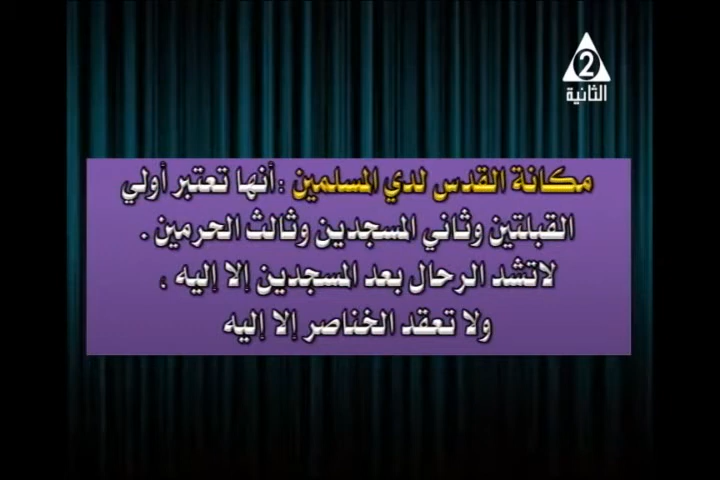 2
الثانية
مكانة القدس لدي المسلمين : أنها تعتبر أولي
القبلتين وثاني المسجدين وثالث الحرمين .
لاتشد الرحال بعد المسجدين إلا إليه ،
ولا تعقد الخناصر إلا إليه